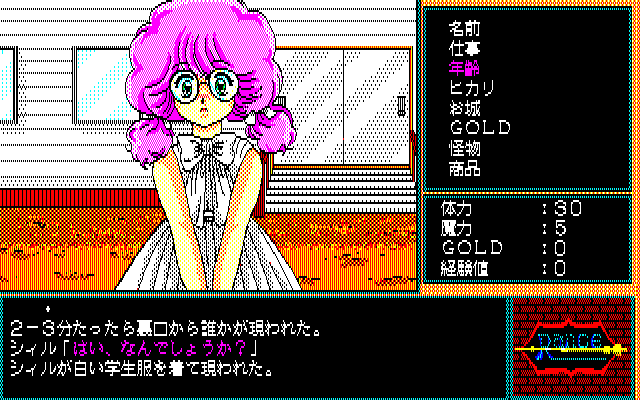 名前
仕事
年齢
ヒカリ
お城
GOLD
怪物
商品
体力 :30
魔力 :5
GOLD :0
経験値 :0
2-3分たったら裏口から誰かが現われた。
シィル「はい、なんでしょうか?」
シィルが白い学生服を着て現われた。
Rance